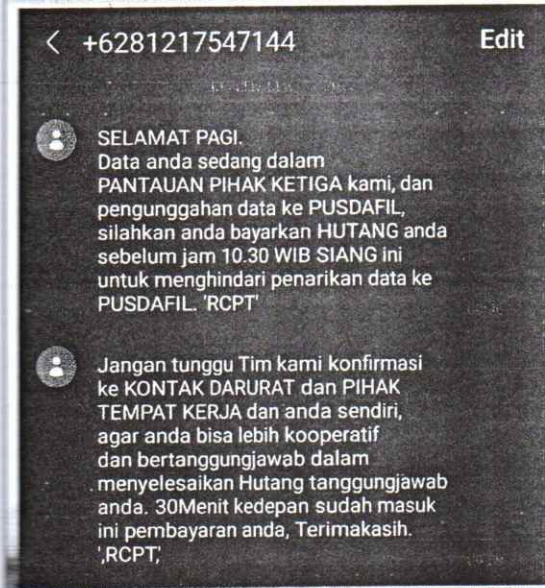 < +6281217547144 Edit
SELAMAT PAGI.
Data anda sedang dalam
PANTAUAN PIHAK KETIGA kami, dan
pengunggahan data ke PUSDAFIL,
silahkan anda bayarkan HUTANG anda
sebelum jam 10.30 WIB SIANG ini
untuk menghindari penarikan data ke
PUSDAFIL. 'RCPT'
Jangan tunggu Tim kami konfirmasi
ke KONTAK DARURAT dan PIHAK
TEMPAT KERJA dan anda sendiri,
agar anda bisa lebih kooperatif
dan bertanggungjawab dalam
menyelesaikan Hutang tanggungjawab
anda. 30Menit kedepan sudah masuk
ini pembayaran anda, Terimakasih.
',RCPT,'